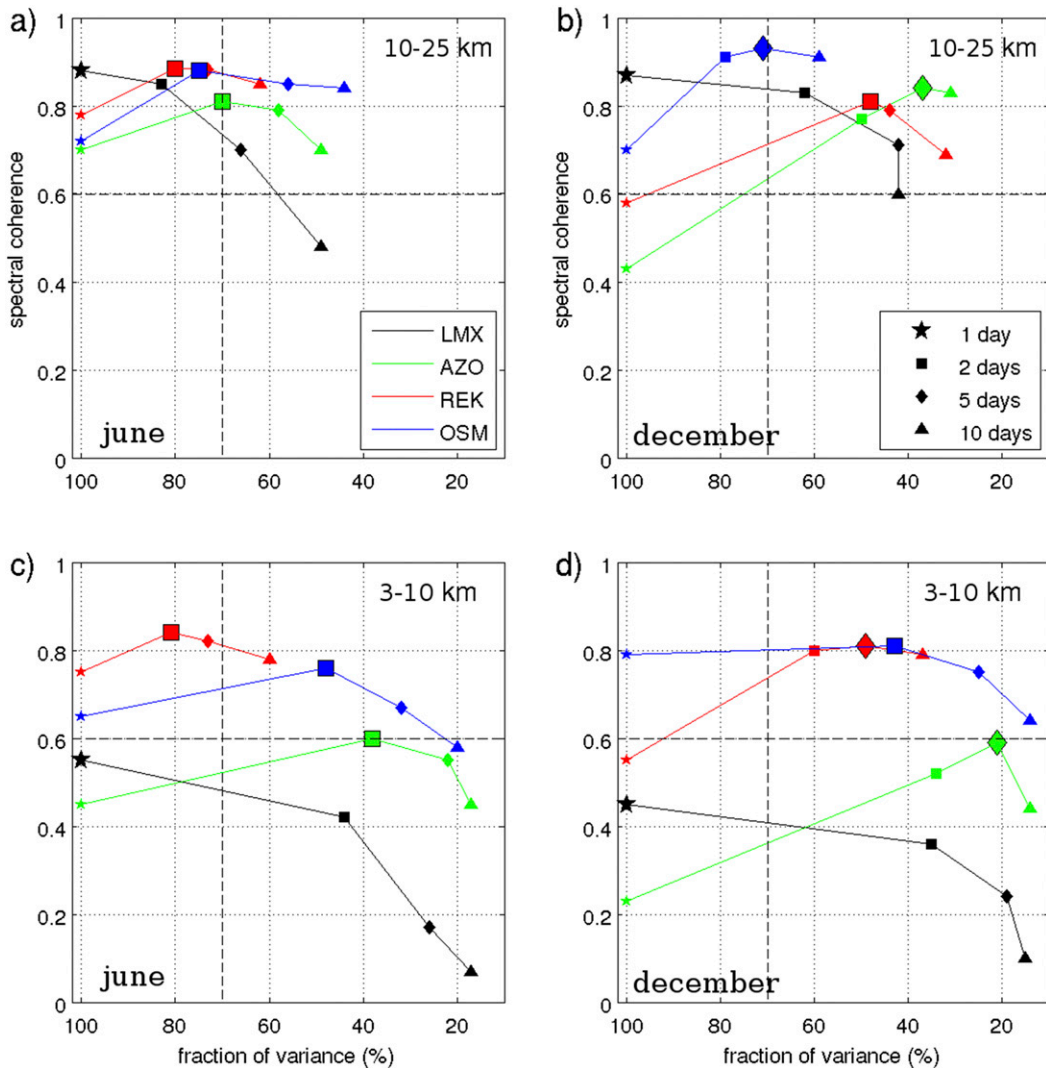 a)
10-25 km
1
0.8
0.6
0.4
0.2
0
spectral coherence
LMX
AZO
REK
OSM
june
100 80 60 40 20
b)
10-25 km
1
0.8
0.6
0.4
0.2
0
spectral coherence
1 day
2 days
5 days
10 days
december
100 80 60 40 20
c)
3-10 km
1
0.8
0.6
0.4
0.2
0
spectral coherence
june
100 80 60 40 20
fraction of variance (%)
d)
3-10 km
1
0.8
0.6
0.4
0.2
0
spectral coherence
december
100 80 60 40 20
fraction of variance (%)